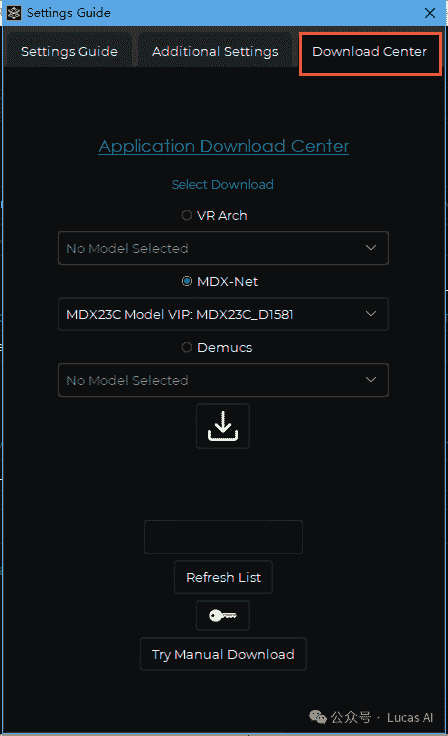 Settings Guide
Settings Guide Additional Settings Download Center
Application Download Center
Select Download
VR Arch
No Model Selected
MDX-Net
MDX23C Model VIP: MDX23C_D1581
Demucs
No Model Selected
Refresh List
Try Manual Download
公众号 · Lucas AI